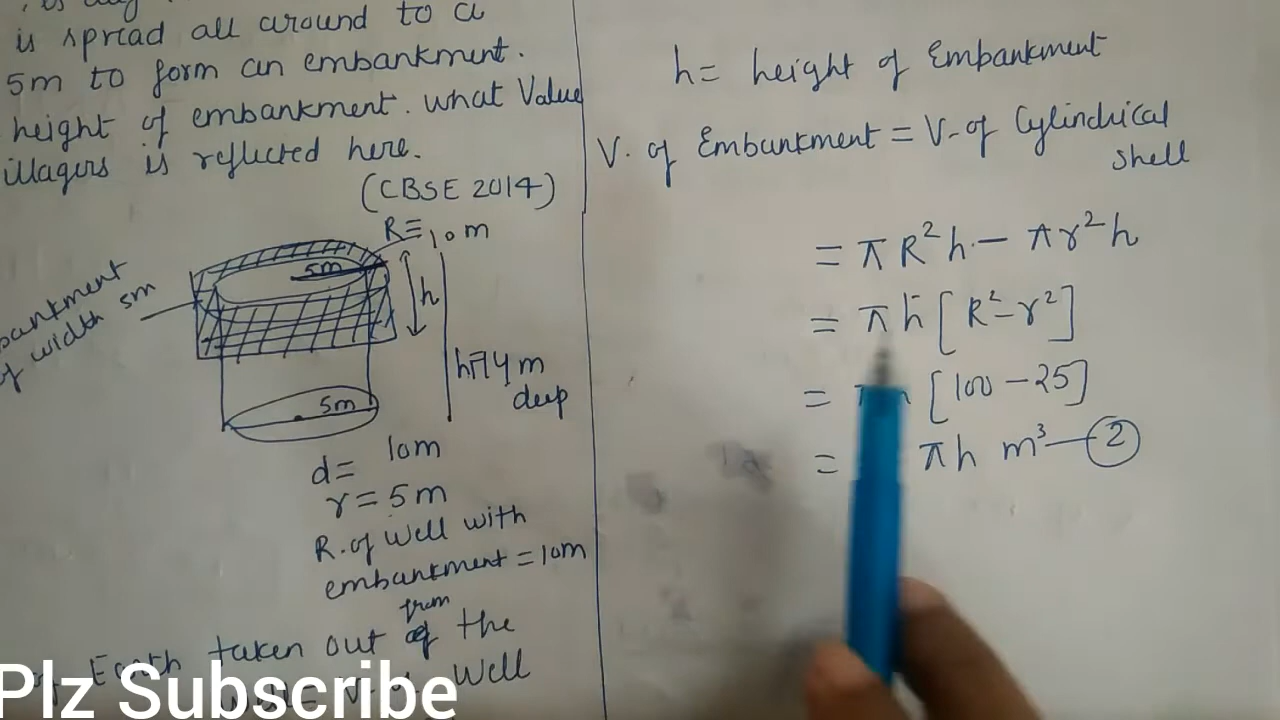 is spread all around to a
5m to form an embankment.
height of embankment. what Value
illagers is reflected here.
(CBSE 2014)
R = 10 m
5m
h
of width 5m
m
deep
5m
d = 10m
r = 5m
R. of Well with
embankment = 10m
from
Earth taken out of the
Well
Plz Subscribe
h = height of Embankment
V. of Embankment = V. of Cylindrical
shell
= πR²h - πr²h
= πh [R² - r²]
= [100 - 25]
= πh m³ — 2